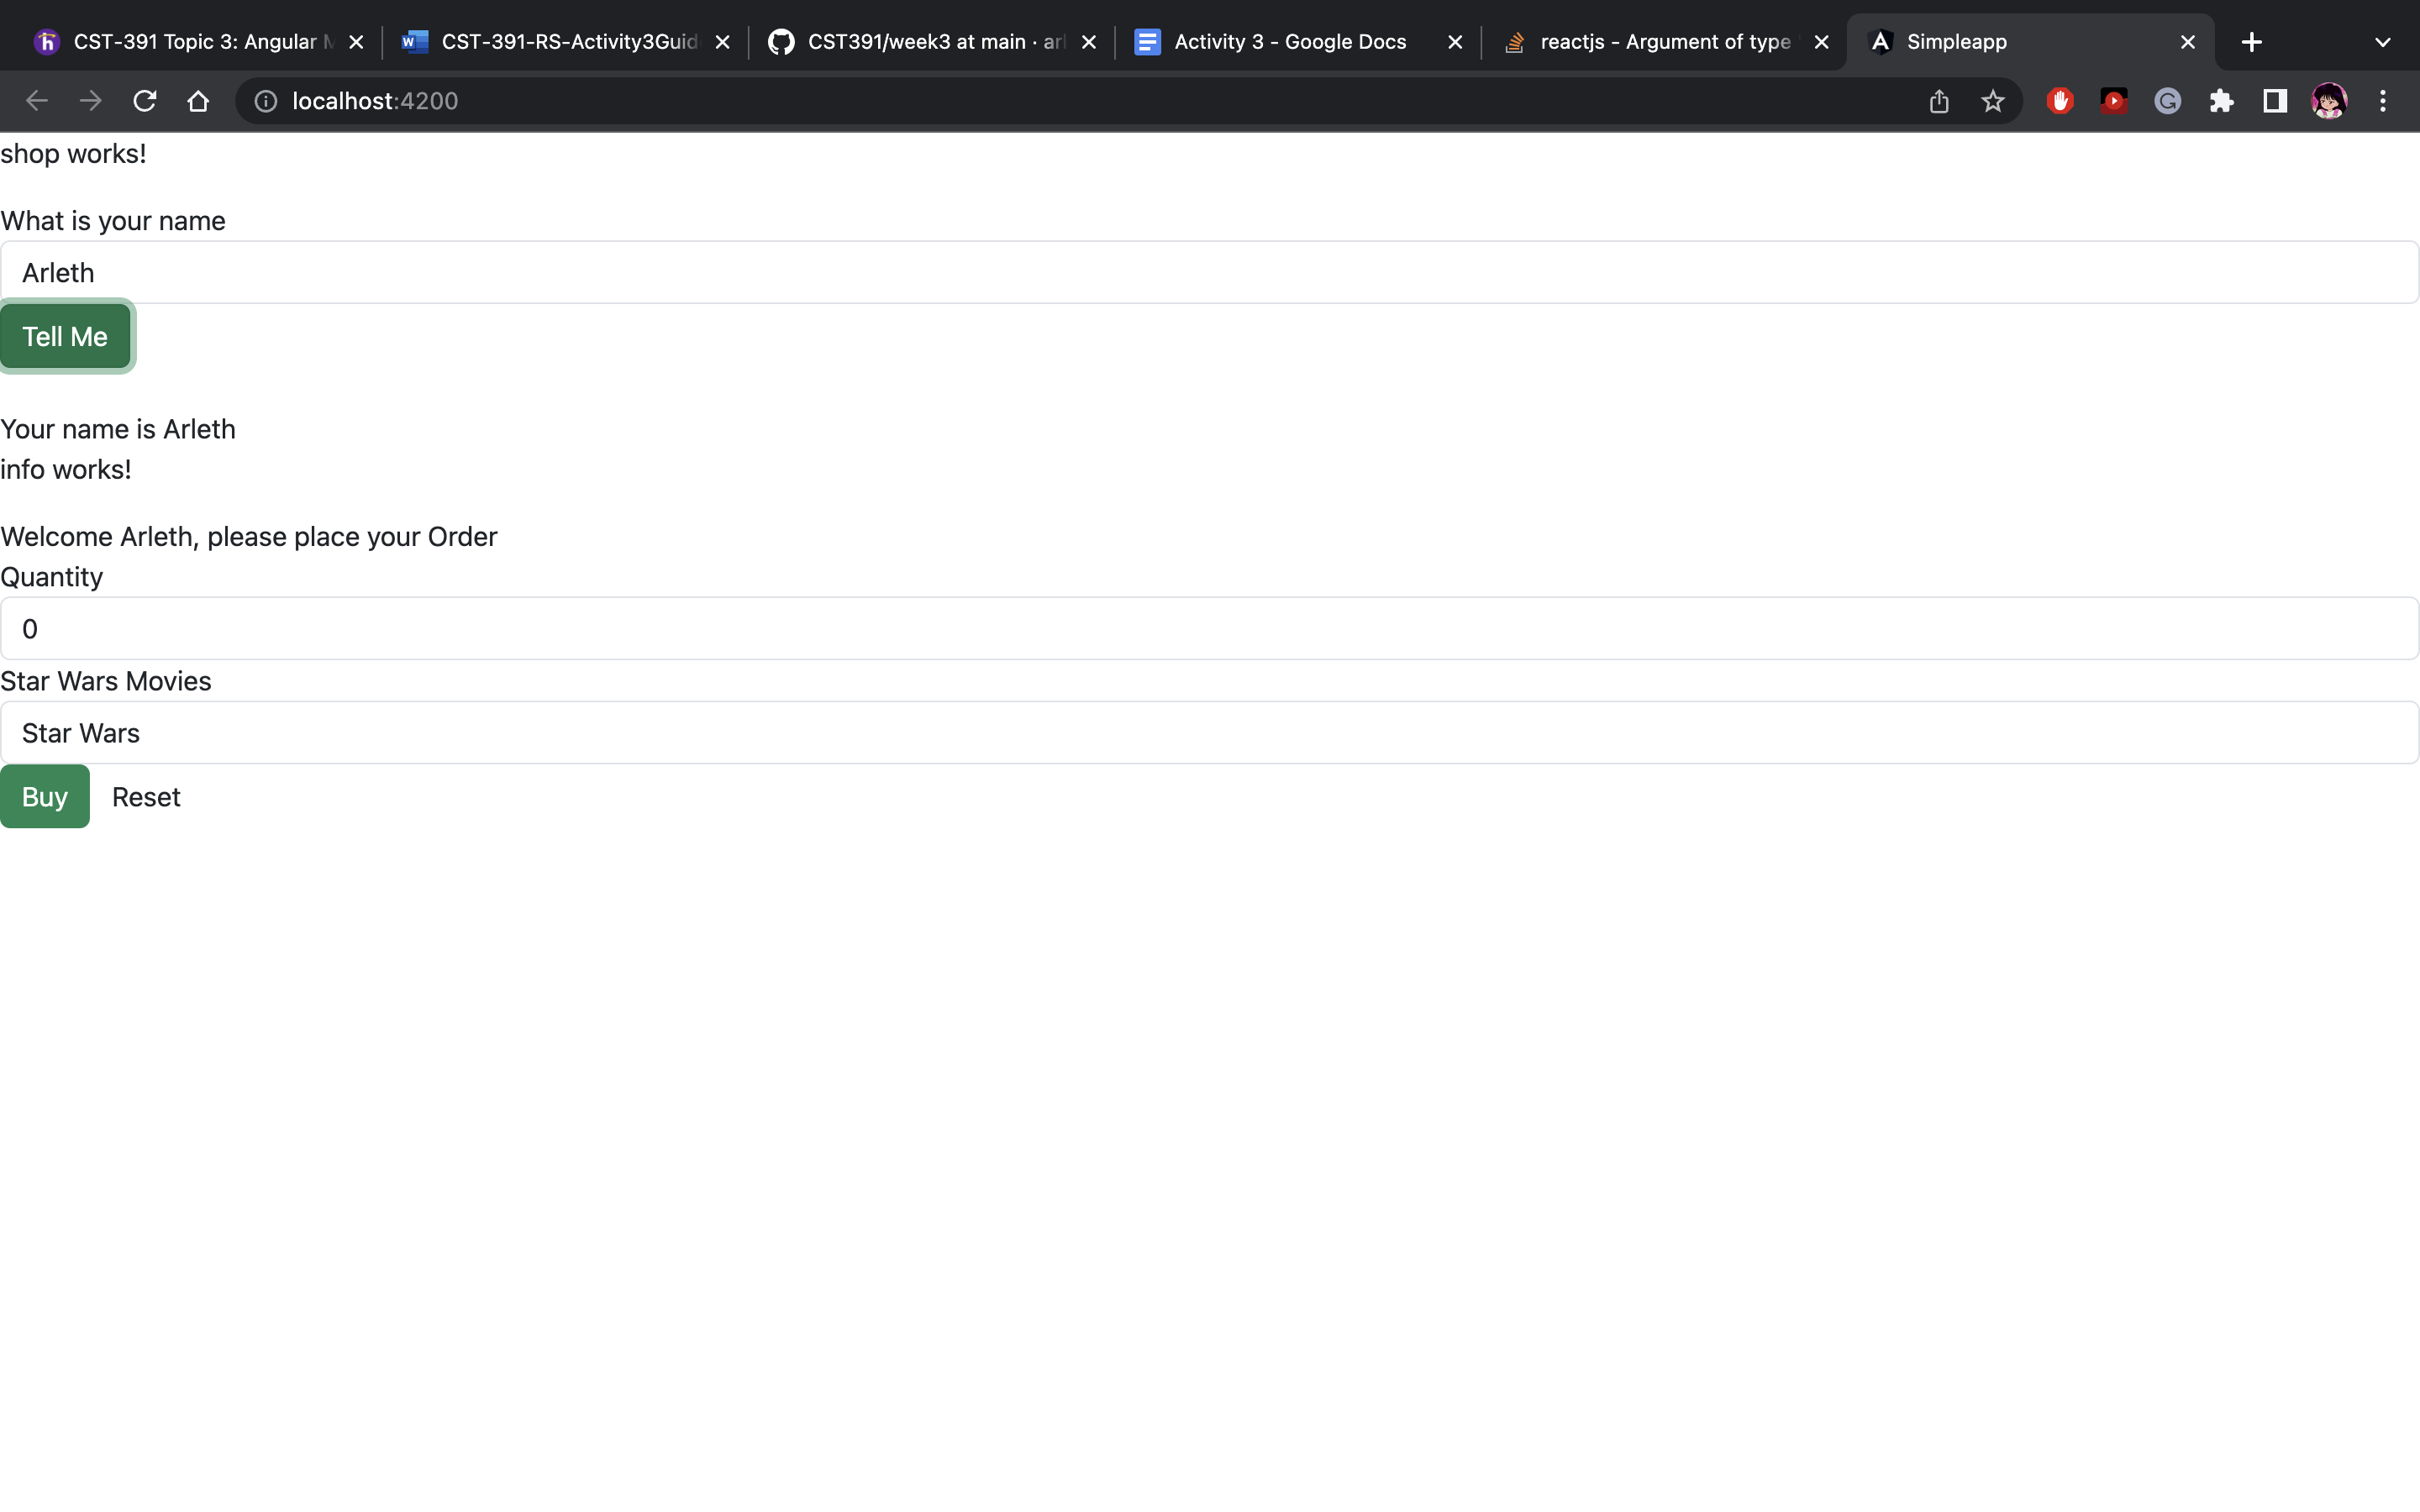 CST-391 Topic 3: Angular M
CST-391-RS-Activity3Guid
CST391/week3 at main · arl
Activity 3 - Google Docs
reactjs - Argument of type '
Simpleapp
localhost:4200
shop works!
What is your name
Arleth
Tell Me
Your name is Arleth
info works!
Welcome Arleth, please place your Order
Quantity
0
Star Wars Movies
Star Wars
Buy Reset